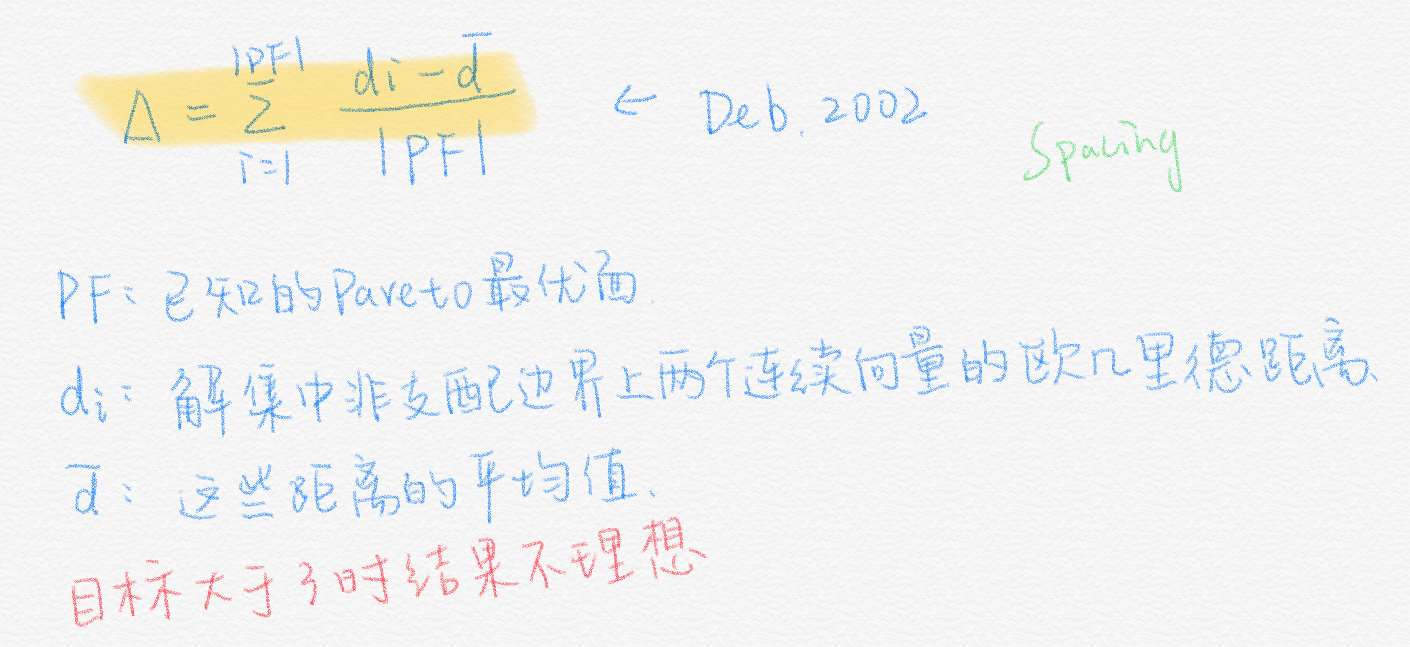 Δ = \sum_{i=1}^{|PF|} \frac{di - \bar{d}}{|PF|} ← Deb. 2002
Spacing
PF: 已知的Pareto最优面.
di: 解集中非支配边界上两个连续向量的欧几里德距离.
\bar{d}: 这些距离的平均值.
目标大于3时结果不理想